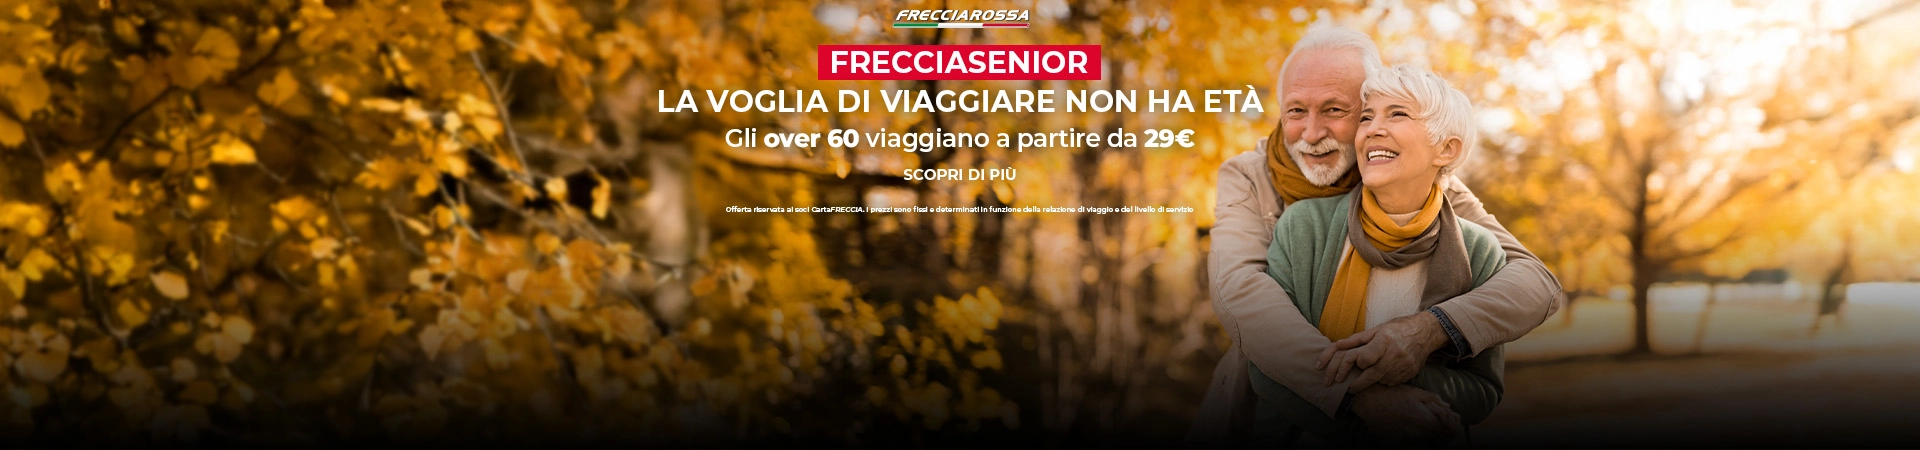 FRECCIAROSSA
FRECCIASENIOR
LA VOGLIA DI VIAGGIARE NON HA ETÀ
Gli over 60 viaggiano a partire da 29€
SCOPRI DI PIÙ
Offerta riservata ai soci CartaFRECCIA. I prezzi sono fissi e determinati in funzione della relazione di viaggio e del livello di servizio